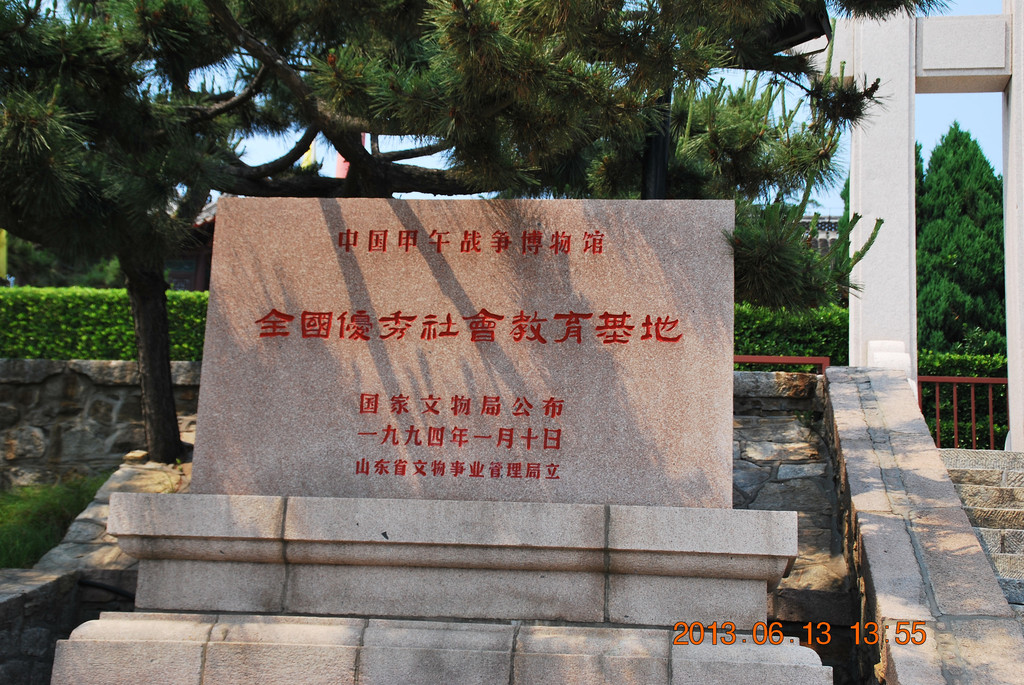 中国甲午战争博物馆
全國優秀社會教育基地
国家文物局公布
一九九四年一月十日
山东省文物事业管理局立
2013.06.13 13:55